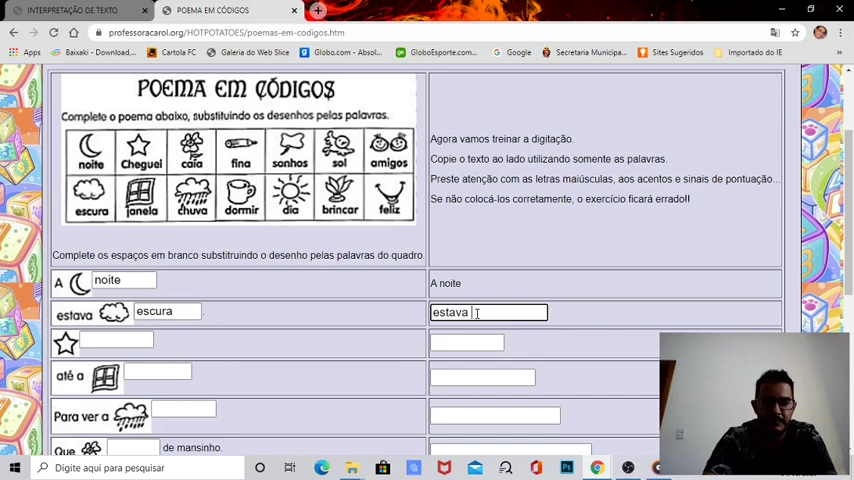 INTERPRETAÇÃO DE TEXTO
POEMA EM CÓDIGOS
professoracarol.org/HOTPOTATOES/poemas-em-codigos.htm
Apps
Baixaki - Download,...
Cartola FC
Galeria do Web Slice
Globo.com - Absol...
GloboEsporte.com...
Google
Secretaria Municipa...
Sites Sugeridos
Importado do IE
POEMA EM CÓDIGOS
Complete o poema abaixo, substituindo os desenhos pelas palavras.
noite Cheguei caía fina sonhos sol amigos
escura janela chuva dormir dia brincar feliz
Agora vamos treinar a digitação.
Copie o texto ao lado utilizando somente as palavras.
Preste atenção com as letras maiúsculas, aos acentos e sinais de pontuação...
Se não colocá-los corretamente, o exercício ficará errado!!
Complete os espaços em branco substituindo o desenho pelas palavras do quadro.
A noite
A noite
estava escura .
estava
até a
Para ver a
Que de mansinho.
Digite aqui para pesquisar